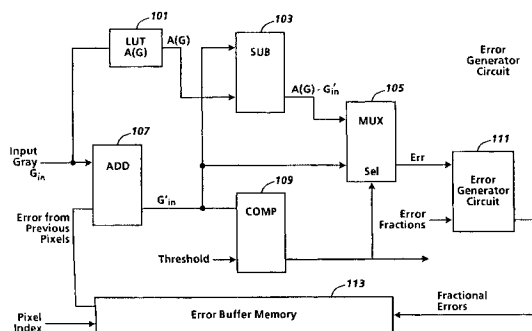 101
LUT
A(G)
A(G)
103
SUB
Error
Generator
Circuit
A(G) - G'in
105
MUX
Sel
107
ADD
Input
Gray
Gin
Err
111
Error
Generator
Circuit
109
G'in
COMP
Error from
Previous
Pixels
Error
Fractions
Threshold
113
Error Buffer Memory
Pixel
Index
Fractional
Errors